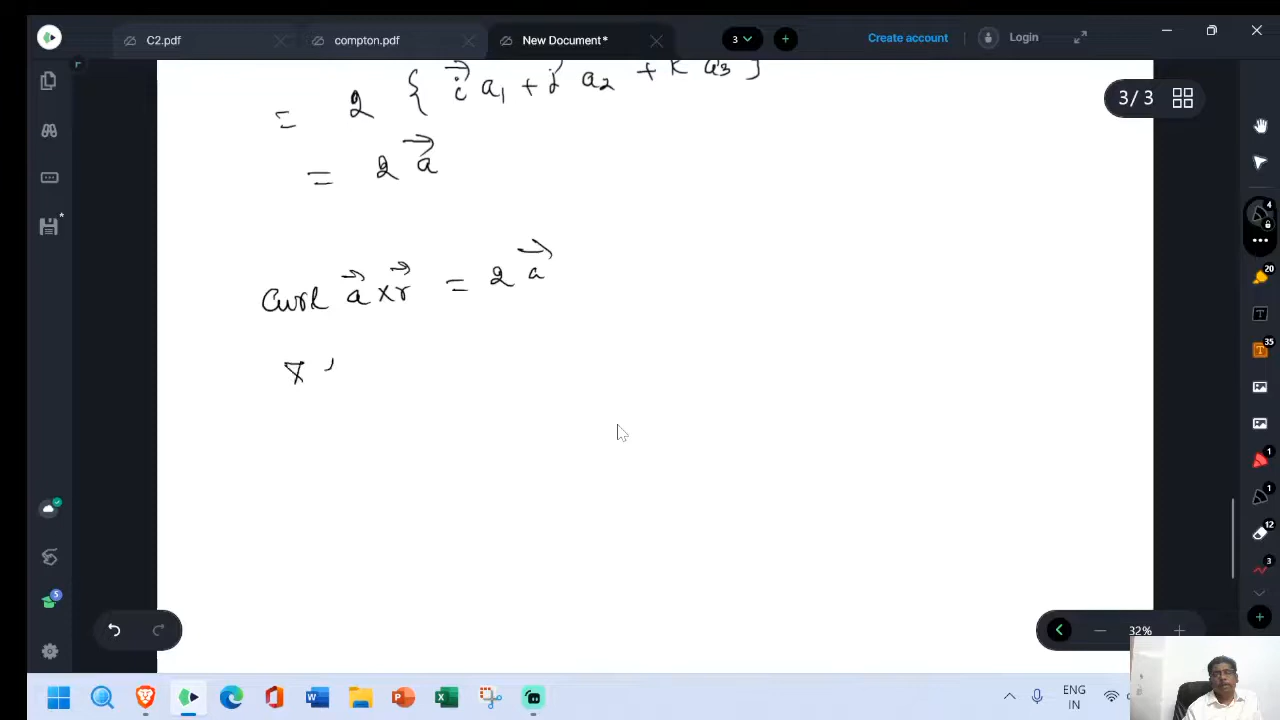 C2.pdf compton.pdf New Document* 3 Create account Login
= 2 { i⃗ a₁ + j⃗ a₂ + k a₃ }
3/3
= 2 a⃗
Curl a⃗ × r⃗ = 2 a⃗
∇
32%
ENG
IN